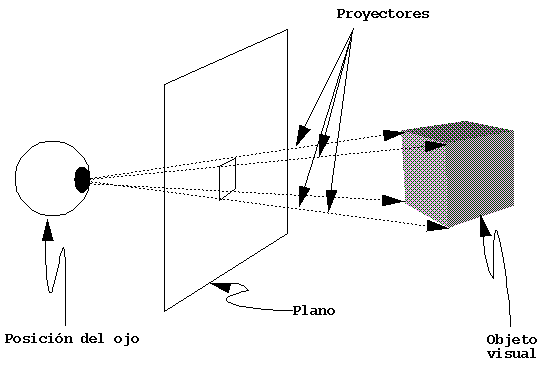 Proyectores
Plano
Posición del ojo
Objeto
visual